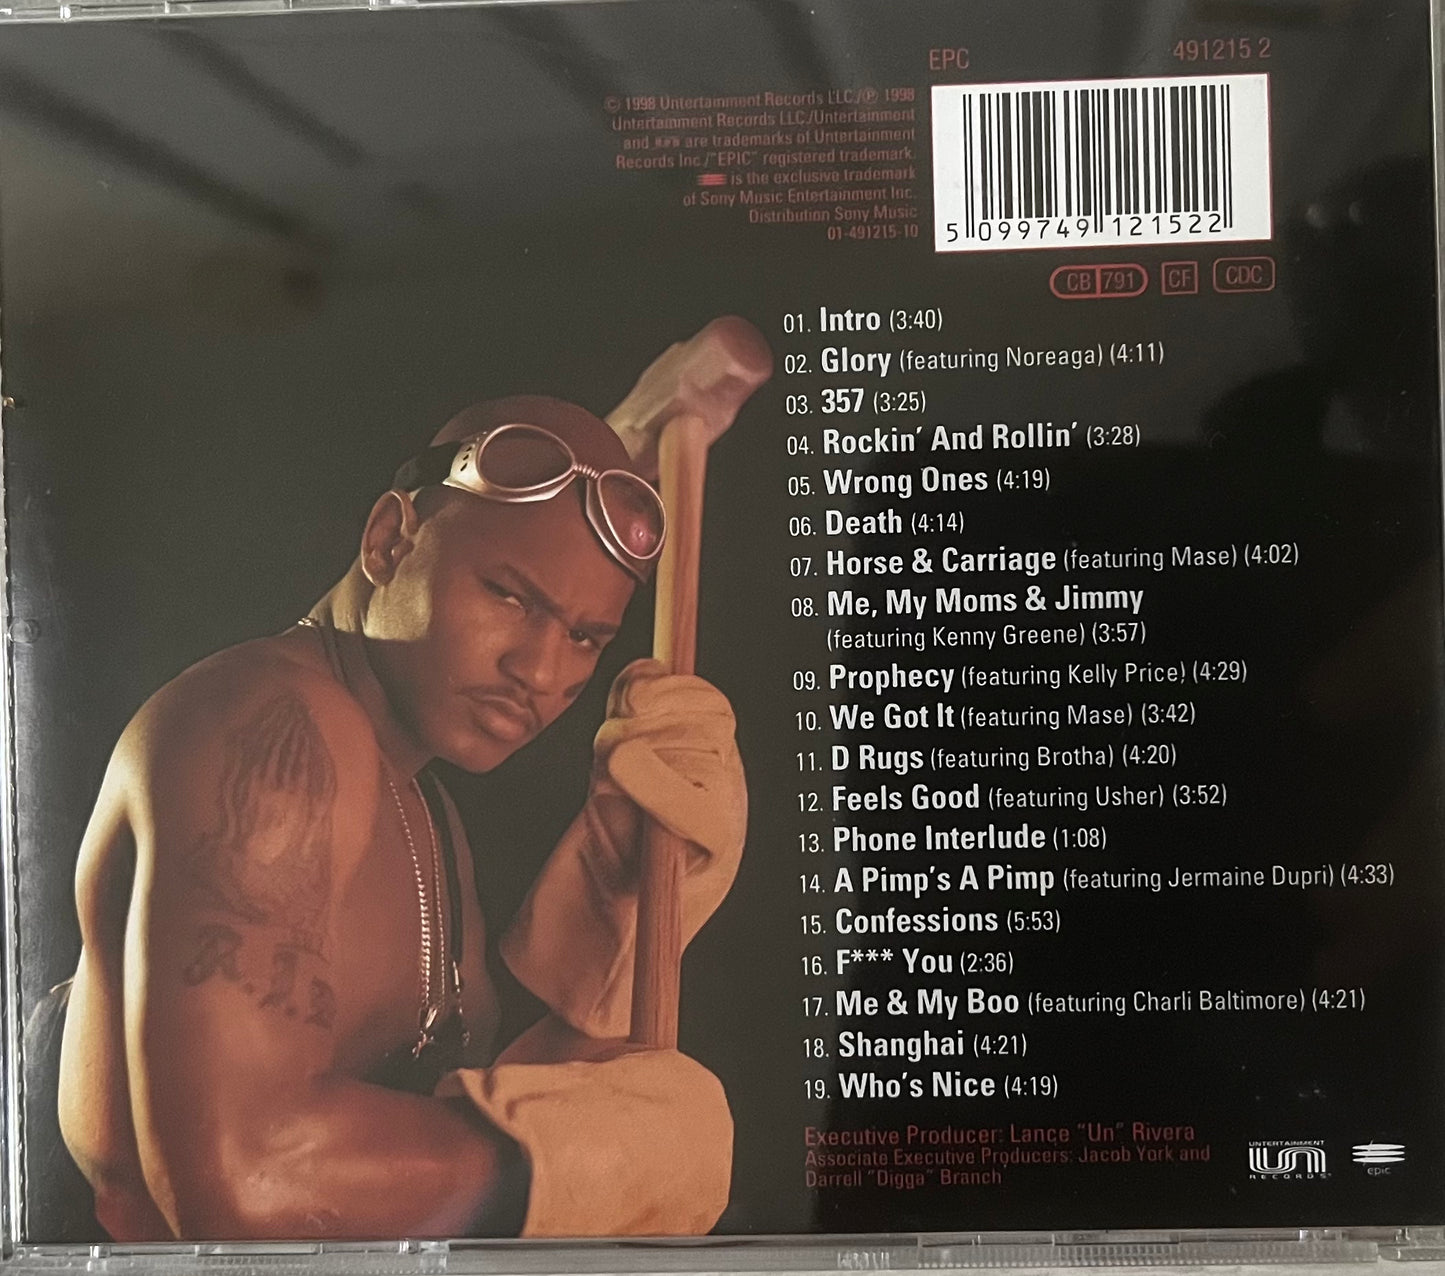 EPC 491215 2
© 1998 Untertainment Records LLC./℗ 1998
Untertainment Records LLC/Untertainment
and are trademarks of Untertainment
Records Inc./"EPIC" registered trademark.
is the exclusive trademark
of Sony Music Entertainment Inc.
Distribution Sony Music
01-491215-10
5 099749 121522
CB 791 CF CDC
01. Intro (3:40)
02. Glory (featuring Noreaga) (4:11)
03. 357 (3:25)
04. Rockin' And Rollin' (3:28)
05. Wrong Ones (4:19)
06. Death (4:14)
07. Horse & Carriage (featuring Mase) (4:02)
08. Me, My Moms & Jimmy
(featuring Kenny Greene) (3:57)
09. Prophecy (featuring Kelly Price) (4:29)
10. We Got It (featuring Mase) (3:42)
11. D Rugs (featuring Brotha) (4:20)
12. Feels Good (featuring Usher) (3:52)
13. Phone Interlude (1:08)
14. A Pimp's A Pimp (featuring Jermaine Dupri) (4:33)
15. Confessions (5:53)
16. F*** You (2:36)
17. Me & My Boo (featuring Charli Baltimore) (4:21)
18. Shanghai (4:21)
19. Who's Nice (4:19)
Executive Producer: Lance "Un" Rivera
Associate Executive Producers: Jacob York and
Darrell "Digga" Branch
UNTERTAINMENT
un
RECORDS
epic
R.I.P.